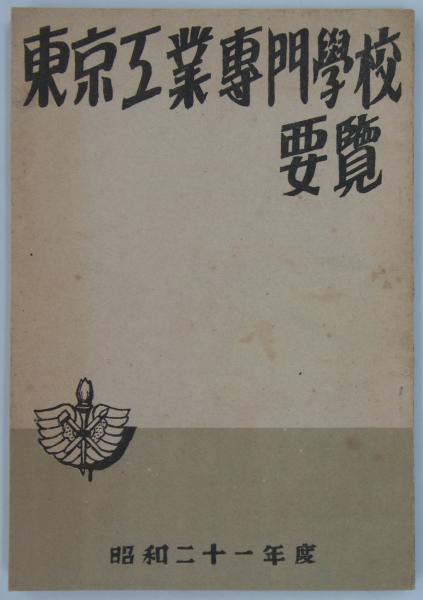 東京工業專門學校
要覽
昭和二十一年度